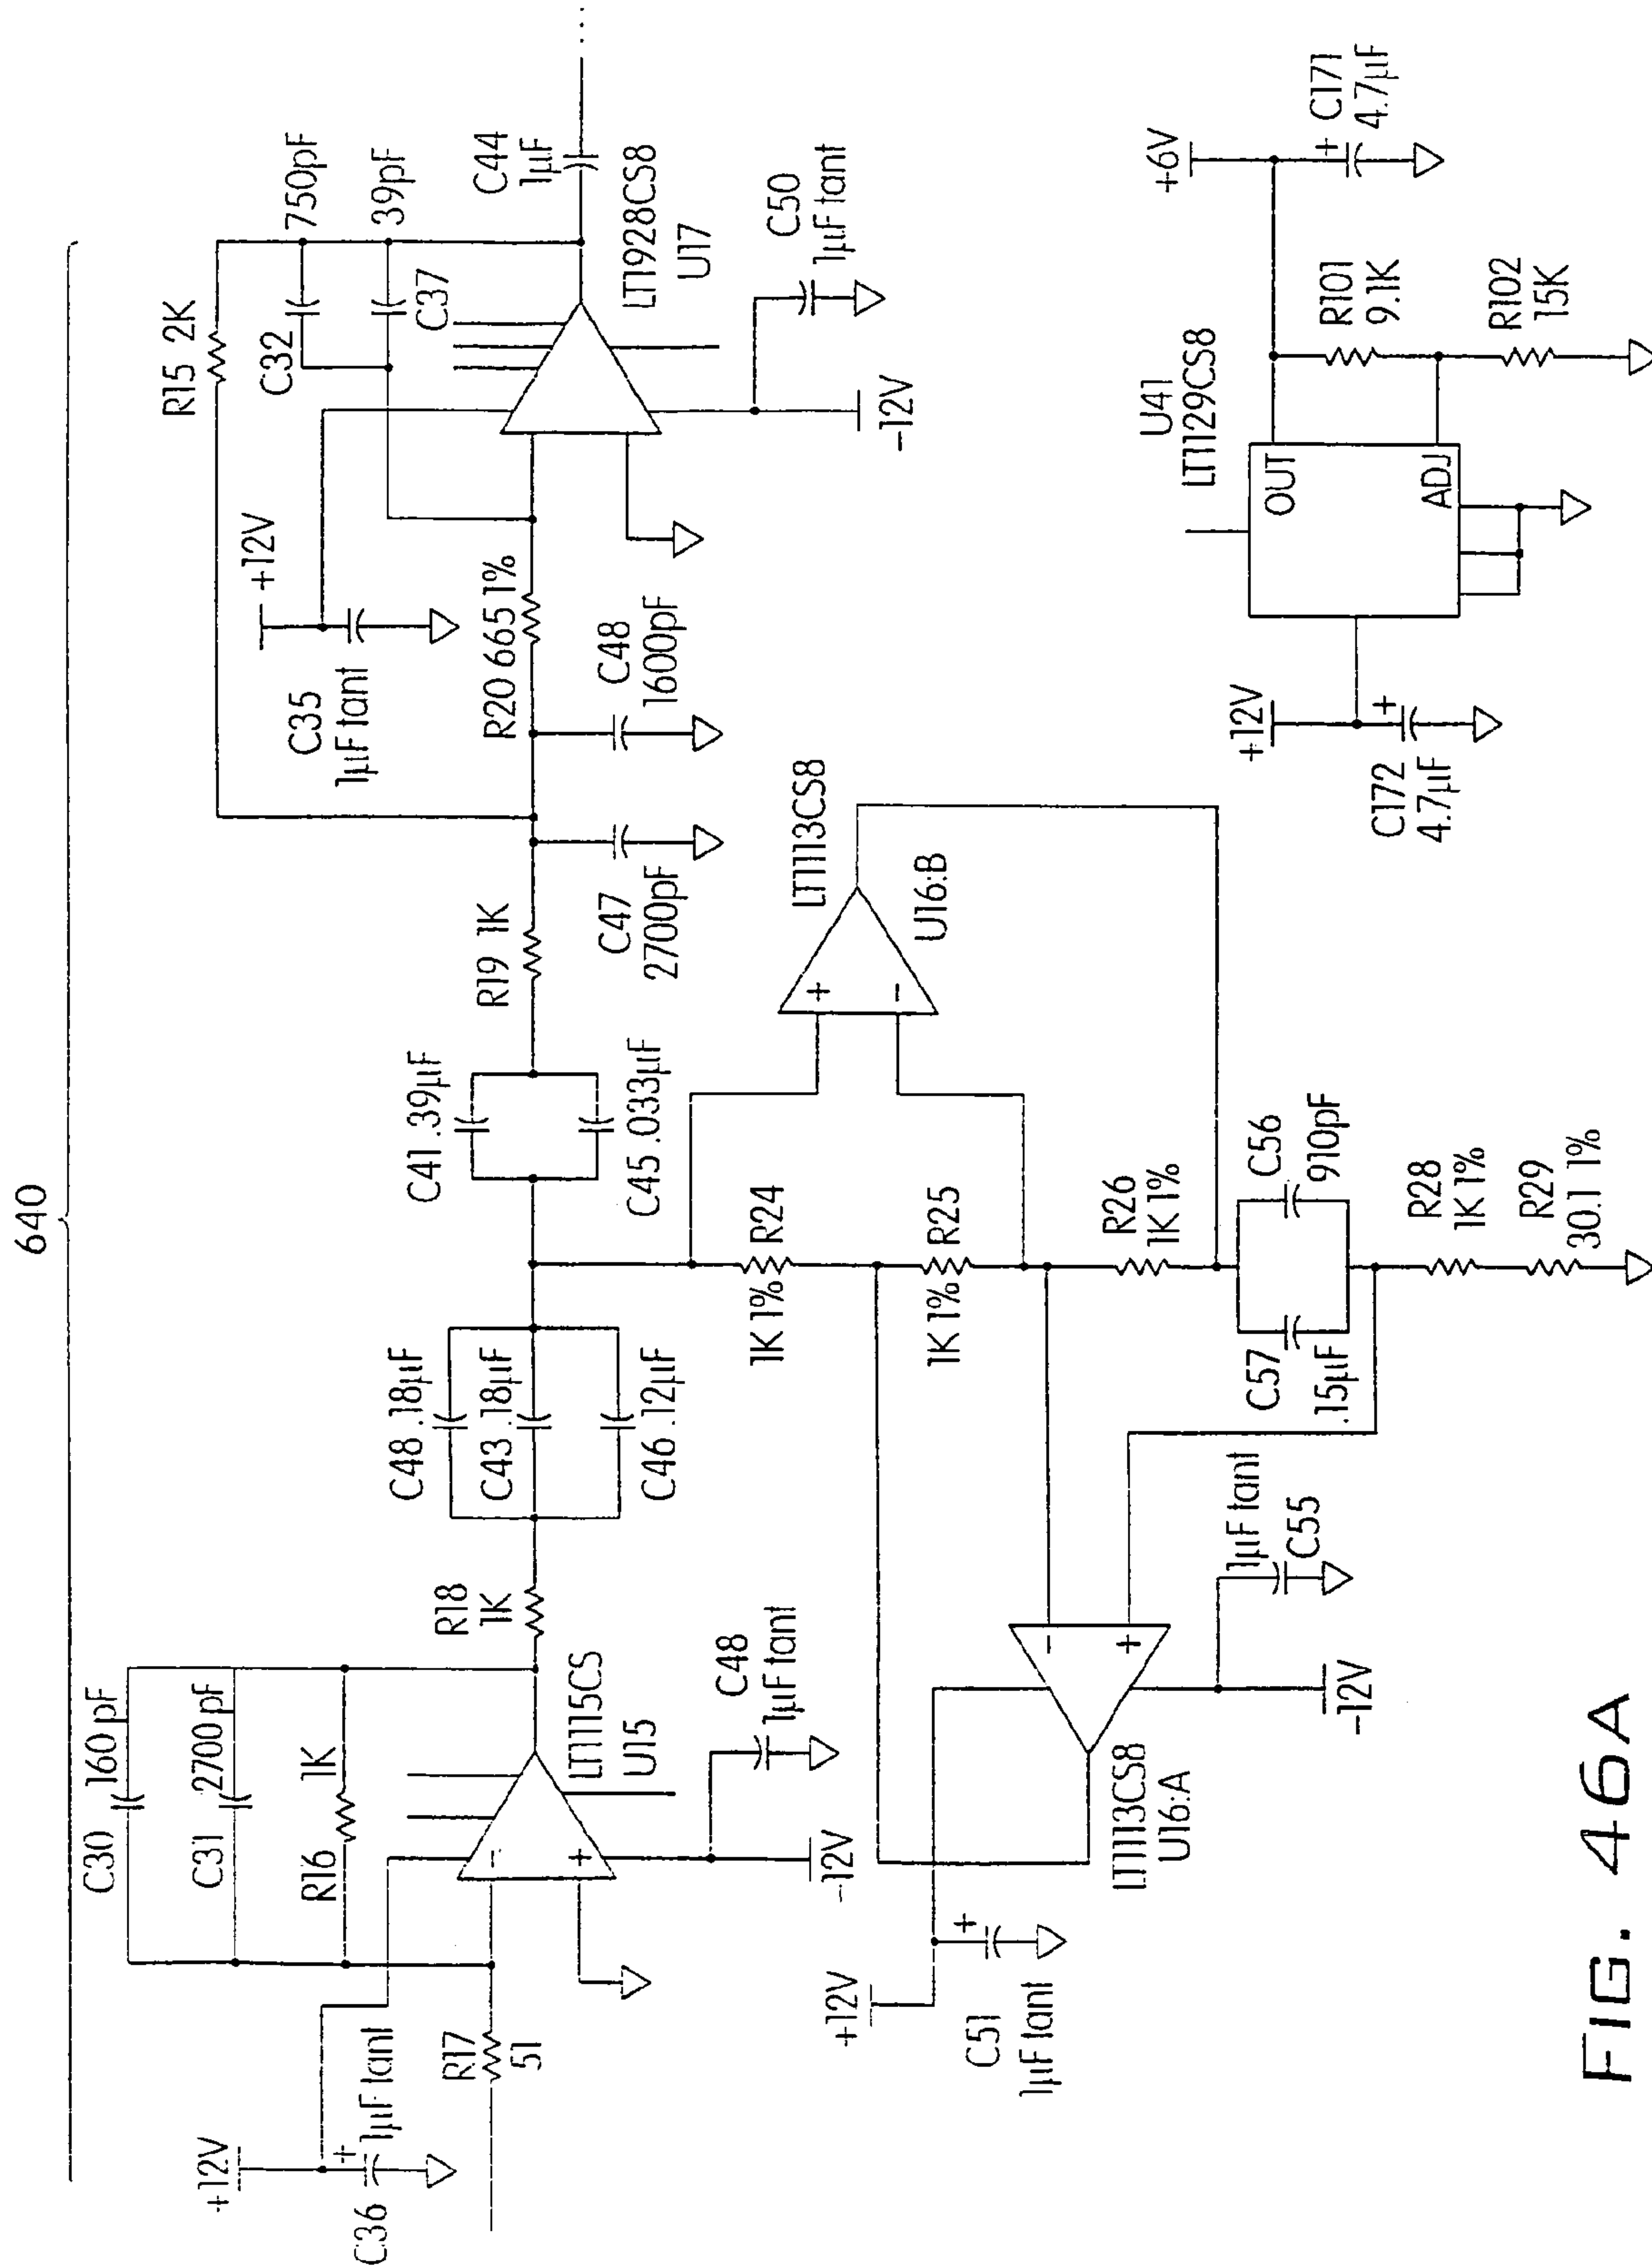 640
+12V
C36
1µF tant
R17
51
C30
160 pF
C31
2700 pF
R16
1K
-
+
LT1115CS
U15
C48
1µF tant
-12V
R18
1K
C48 .18µF
C43 .18µF
C46 .12µF
C41 .39µF
C45 .033µF
R19 1K
C47
2700pF
C48
1600pF
R20 665 1%
C35
1µF tant
+12V
R15 2K
C32
750pF
C37
39pF
LT1928CS8
U17
C44
1µF
C50
1µF tant
-12V
1K 1%
R24
1K 1%
R25
R26
1K 1%
+
-
LT1113CS8
U16:B
C57
.15µF
C56
910pF
R28
1K 1%
R29
30.1 1%
+12V
C51
+
1µF tant
-
+
LT1113CS8
U16:A
1µF tant
C55
-12V
+12V
C172
4.7µF
+
U41
LT1129CS8
OUT
ADJ
+6V
+
C171
4.7µF
R101
9.1K
R102
15K
FIG. 46A